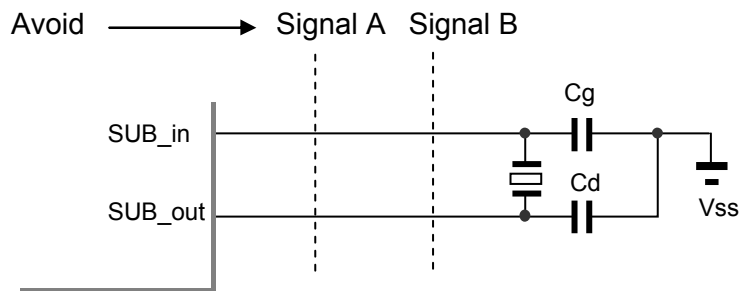 Avoid Signal A Signal B
Cg
SUB_in
Cd
SUB_out
Vss